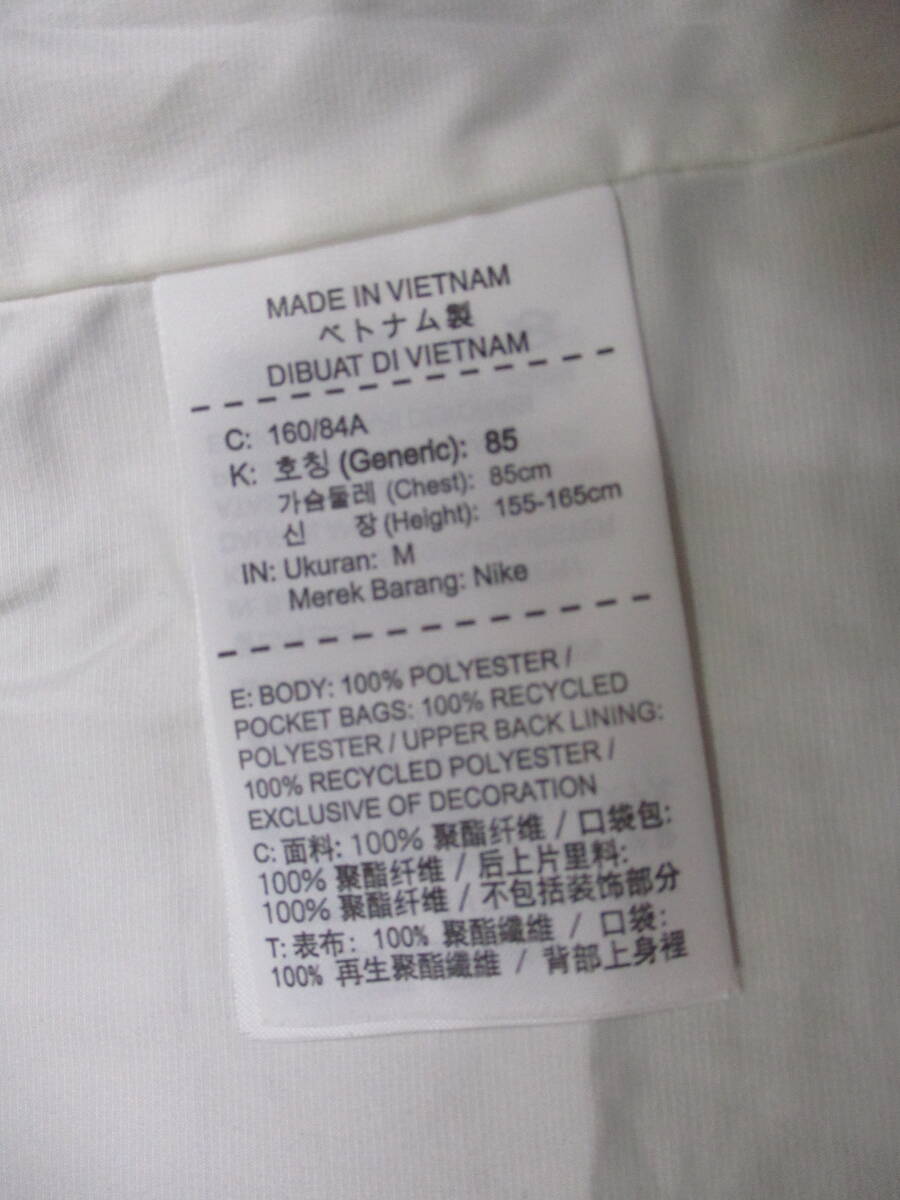 MADE IN VIETNAM
ベトナム製
DIBUAT DI VIETNAM
C: 160/84A
K: 호칭 (Generic): 85
가슴둘레 (Chest): 85cm
신 장 (Height): 155-165cm
IN: Ukuran: M
Merek Barang: Nike
E: BODY: 100% POLYESTER /
POCKET BAGS: 100% RECYCLED
POLYESTER / UPPER BACK LINING:
100% RECYCLED POLYESTER /
EXCLUSIVE OF DECORATION
C: 面料: 100% 聚酯纤维 / 口袋包:
100% 聚酯纤维 / 后上片里料:
100% 聚酯纤维 / 不包括装饰部分
T: 表布: 100% 聚酯纖維 / 口袋:
100% 再生聚酯纖維 / 背部上身裡